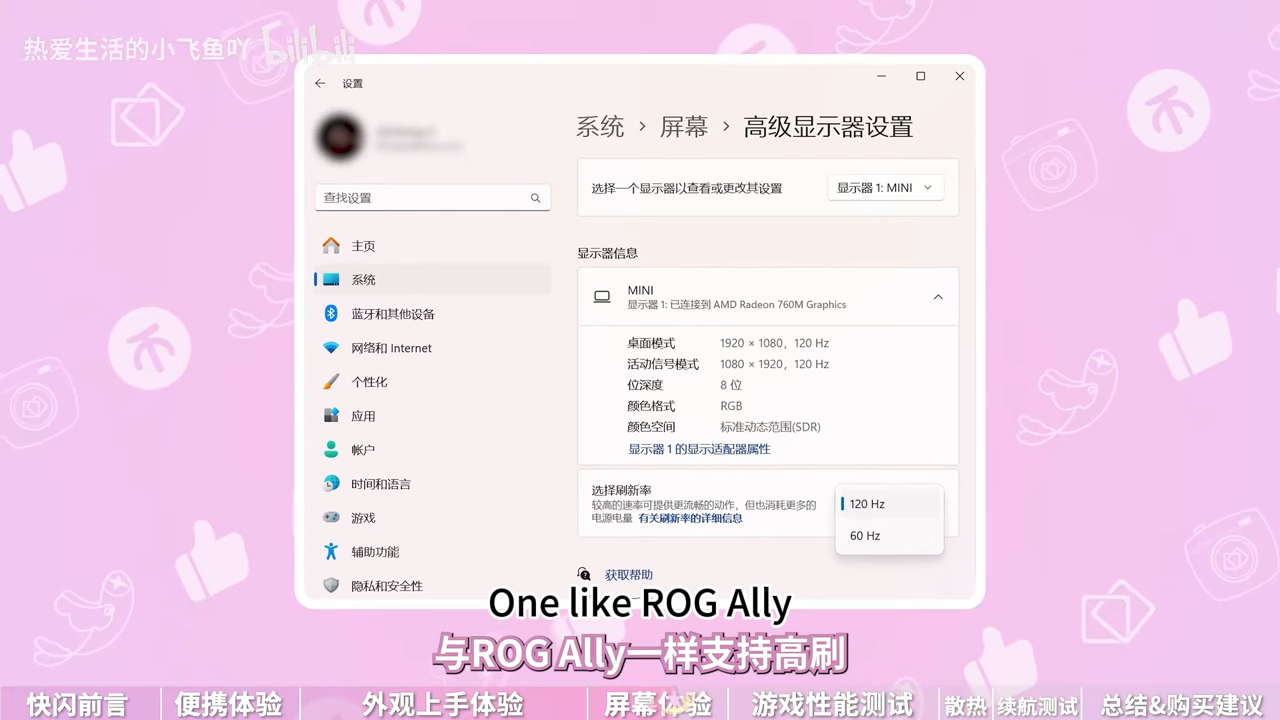 热爱生活的小飞鱼吖
bilibili
设置
系统 › 屏幕 › 高级显示器设置
选择一个显示器以查看或更改其设置
显示器 1: MINI
查找设置
主页
系统
蓝牙和其他设备
网络和 Internet
个性化
应用
帐户
时间和语言
游戏
辅助功能
隐私和安全性
显示器信息
MINI
显示器 1: 已连接到 AMD Radeon 760M Graphics
桌面模式 1920 × 1080，120 Hz
活动信号模式 1080 × 1920，120 Hz
位深度 8 位
颜色格式 RGB
颜色空间 标准动态范围(SDR)
显示器 1 的显示适配器属性
选择刷新率
较高的速率可提供更流畅的动作，但也消耗更多的
电源电量 有关刷新率的详细信息
120 Hz
60 Hz
获取帮助
One like ROG Ally
与ROG Ally一样支持高刷
快闪前言 便携体验 外观上手体验 屏幕体验 游戏性能测试 散热 续航测试 总结&购买建议